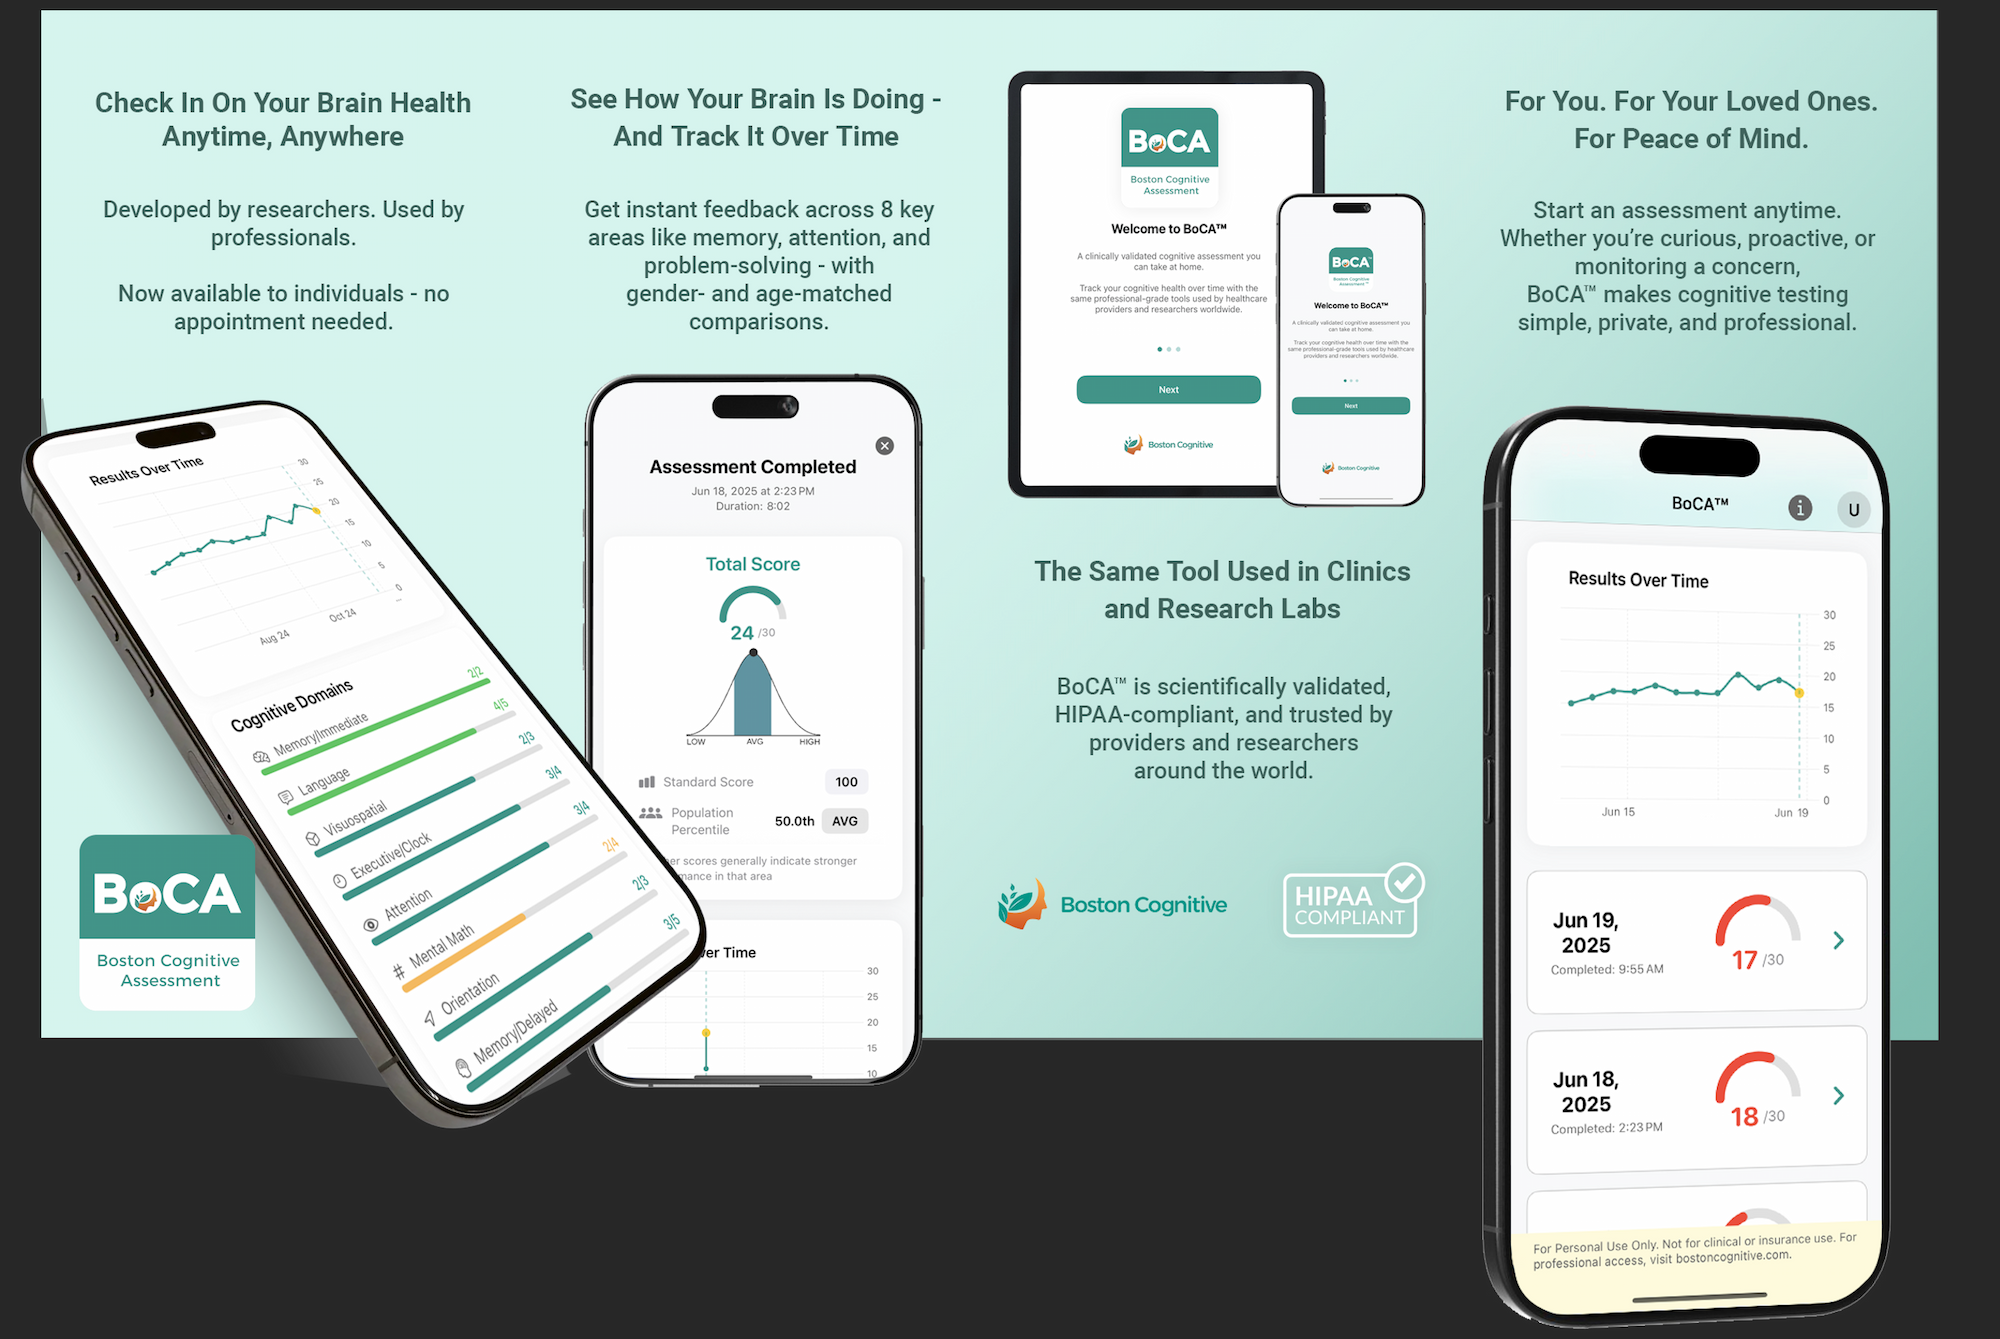 Check In On Your Brain Health
Anytime, Anywhere
Developed by researchers. Used by
professionals.
Now available to individuals - no
appointment needed.
Results Over Time
30
25
20
15
10
5
0
Aug 24
Oct 24
Cognitive Domains
Memory/Immediate
2/2
Language
4/5
Visuospatial
2/3
Executive/Clock
3/4
Attention
3/4
Mental Math
2/4
Orientation
2/3
Memory/Delayed
3/5
BoCA
Boston Cognitive
Assessment
See How Your Brain Is Doing -
And Track It Over Time
Get instant feedback across 8 key
areas like memory, attention, and
problem-solving - with
gender- and age-matched
comparisons.
Assessment Completed
Jun 18, 2025 at 2:23 PM
Duration: 8:02
Total Score
24 /30
LOW AVG HIGH
Standard Score 100
Population
Percentile
50.0th AVG
er scores generally indicate stronger
mance in that area
ver Time
30
25
20
15
10
BoCA
Boston Cognitive
Assessment
Welcome to BoCA™
A clinically validated cognitive assessment you
can take at home.
Track your cognitive health over time with the
same professional-grade tools used by healthcare
providers and researchers worldwide.
Next
Boston Cognitive
BoCA™
Boston Cognitive
Assessment™
Welcome to BoCA™
A clinically validated cognitive assessment you
can take at home.
Track your cognitive health over time with the
same professional-grade tools used by healthcare
providers and researchers worldwide.
Next
Boston Cognitive
The Same Tool Used in Clinics
and Research Labs
BoCA™ is scientifically validated,
HIPAA-compliant, and trusted by
providers and researchers
around the world.
Boston Cognitive
HIPAA
COMPLIANT
For You. For Your Loved Ones.
For Peace of Mind.
Start an assessment anytime.
Whether you’re curious, proactive, or
monitoring a concern,
BoCA™ makes cognitive testing
simple, private, and professional.
BoCA™
i
U
Results Over Time
30
25
20
15
10
5
0
Jun 15
Jun 19
Jun 19,
2025
Completed: 9:55 AM
17 /30
Jun 18,
2025
Completed: 2:23 PM
18 /30
For Personal Use Only. Not for clinical or insurance use. For
professional access, visit bostoncognitive.com.